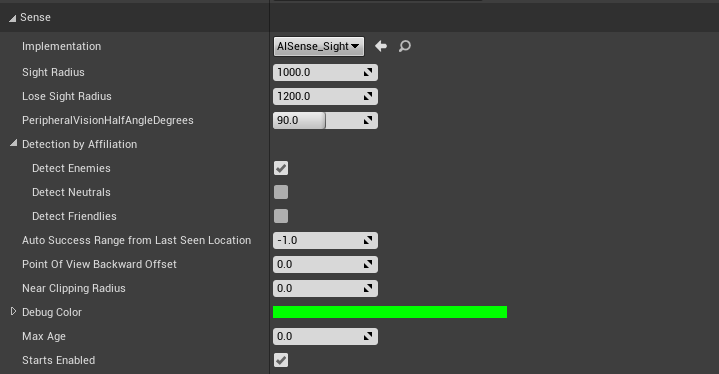 Sense
Implementation AISense_Sight
Sight Radius 1000.0
Lose Sight Radius 1200.0
PeripheralVisionHalfAngleDegrees 90.0
Detection by Affiliation
Detect Enemies
Detect Neutrals
Detect Friendlies
Auto Success Range from Last Seen Location -1.0
Point Of View Backward Offset 0.0
Near Clipping Radius 0.0
Debug Color
Max Age 0.0
Starts Enabled